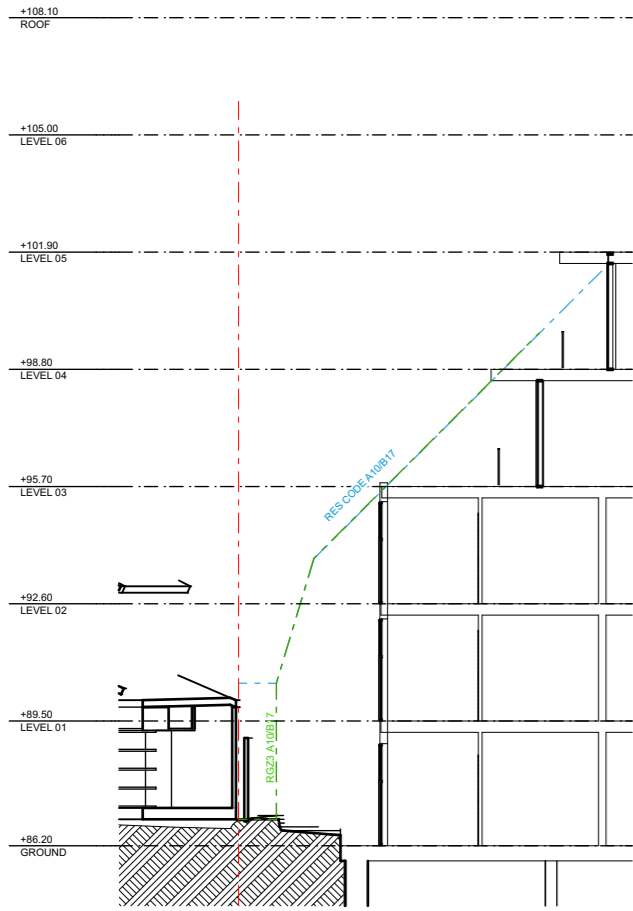 +108.10
ROOF
+105.00
LEVEL 06
+101.90
LEVEL 05
+98.80
LEVEL 04
+95.70
LEVEL 03
RES CODE A10/B17
+92.60
LEVEL 02
+89.50
LEVEL 01
RGZ3 A10/B17
+86.20
GROUND